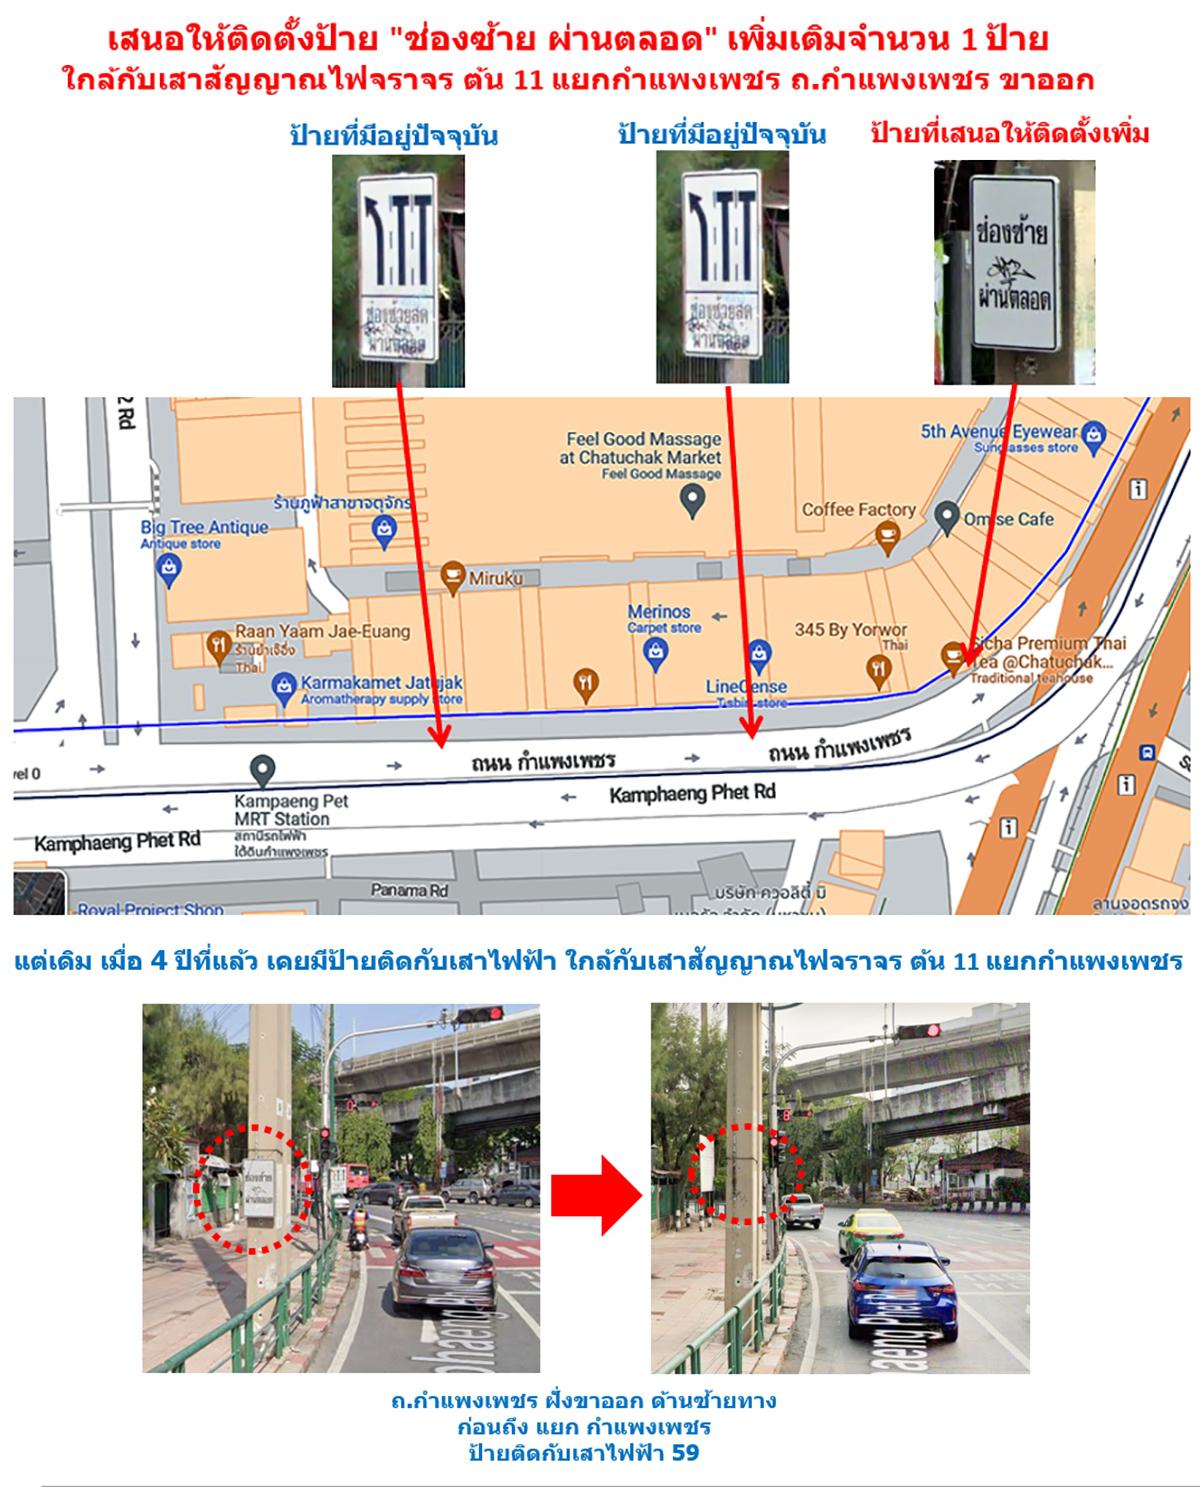 เสนอให้ติดตั้งป้าย "ช่องซ้าย ผ่านตลอด" เพิ่มเติมจำนวน 1 ป้าย
ใกล้กับเสาสัญญาณไฟจราจร ต้น 11 แยกกำแพงเพชร ถ.กำแพงเพชร ขาออก
ป้ายที่มีอยู่ปัจจุบัน
ป้ายที่มีอยู่ปัจจุบัน
ป้ายที่เสนอให้ติดตั้งเพิ่ม
ช่องซ้ายสุด
ผ่านตลอด
ช่องซ้ายสุด
ผ่านตลอด
ช่องซ้าย
ผ่านตลอด
2 Rd
Feel Good Massage
at Chatuchak Market
Feel Good Massage
5th Avenue Eyewear
Sunglasses store
ร้านภูฟ้าสาขาจตุจักร
Coffee Factory
Omise Cafe
Big Tree Antique
Antique store
Miruku
Merinos
Carpet store
Raan Yaam Jae-Euang
ร้านยำเจ๊อึ่ง
Thai
345 By Yorwor
Thai
Sicha Premium Thai
Tea @Chatuchak...
Traditional teahouse
Karmakamet Jatujak
Aromatherapy supply store
LineCense
T-shirt store
ถนน กำแพงเพชร
ถนน กำแพงเพชร
vel 0
Kampaeng Pet
MRT Station
สถานีรถไฟฟ้า
ใต้ดินกำแพงเพชร
Kamphaeng Phet Rd
Kamphaeng Phet Rd
Panama Rd
บริษัท ควอลิตี้ มิ
ลานจอดรถจง
Royal Project Shop
แต่เดิม เมื่อ 4 ปีที่แล้ว เคยมีป้ายติดกับเสาไฟฟ้า ใกล้กับเสาสัญญาณไฟจราจร ต้น 11 แยกกำแพงเพชร
ช่องซ้าย
ผ่านตลอด
ถ.กำแพงเพชร ฝั่งขาออก ด้านซ้ายทาง
ก่อนถึง แยก กำแพงเพชร
ป้ายติดกับเสาไฟฟ้า 59